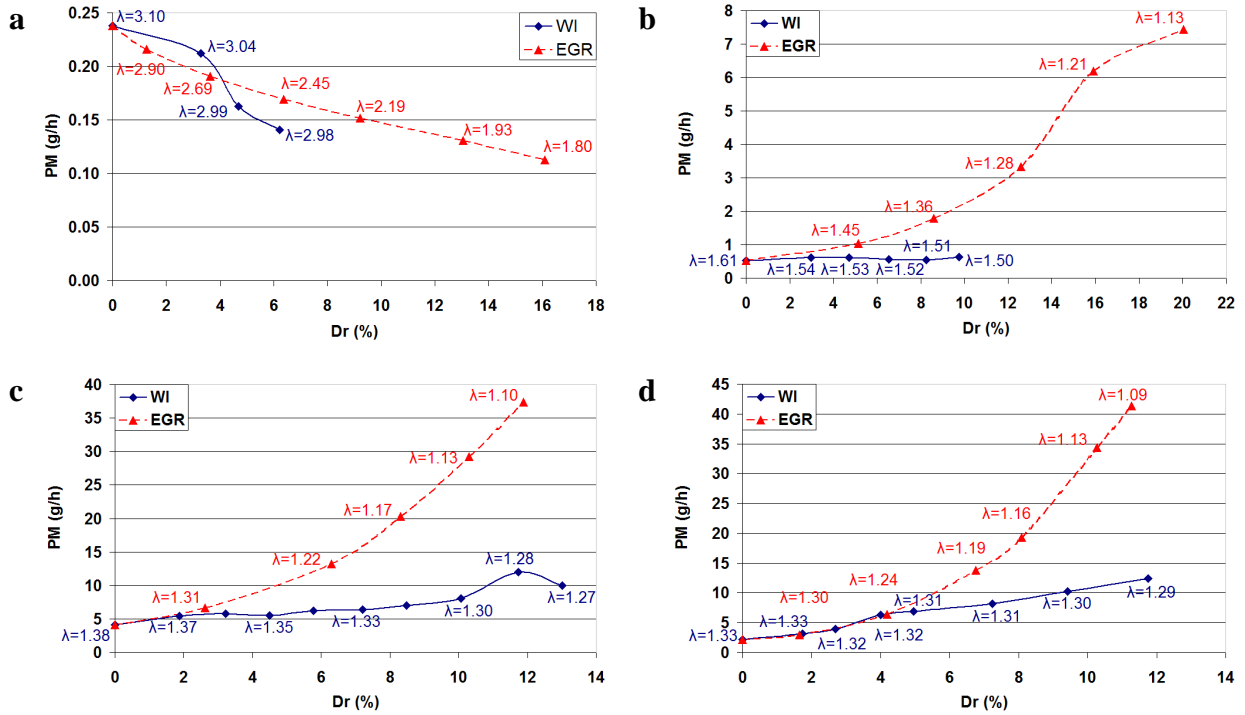 a
0.25
0.20
0.15
0.10
0.05
0.00
PM (g/h)
0 2 4 6 8 10 12 14 16 18
Dr (%)
WI
EGR
λ=3.10
λ=3.04
λ=2.90
λ=2.69
λ=2.45
λ=2.99
λ=2.19
λ=2.98
λ=1.93
λ=1.80
b
8
7
6
5
4
3
2
1
0
PM (g/h)
0 2 4 6 8 10 12 14 16 18 20 22
Dr (%)
WI
EGR
λ=1.13
λ=1.21
λ=1.28
λ=1.36
λ=1.45
λ=1.51
λ=1.61
λ=1.54
λ=1.53
λ=1.52
λ=1.50
c
40
35
30
25
20
15
10
5
0
PM (g/h)
0 2 4 6 8 10 12 14
Dr (%)
WI
EGR
λ=1.10
λ=1.13
λ=1.17
λ=1.22
λ=1.28
λ=1.31
λ=1.38
λ=1.37
λ=1.35
λ=1.33
λ=1.30
λ=1.27
d
45
40
35
30
25
20
15
10
5
0
PM (g/h)
0 2 4 6 8 10 12 14
Dr (%)
WI
EGR
λ=1.09
λ=1.13
λ=1.16
λ=1.19
λ=1.24
λ=1.30
λ=1.31
λ=1.33
λ=1.33
λ=1.32
λ=1.32
λ=1.31
λ=1.30
λ=1.29